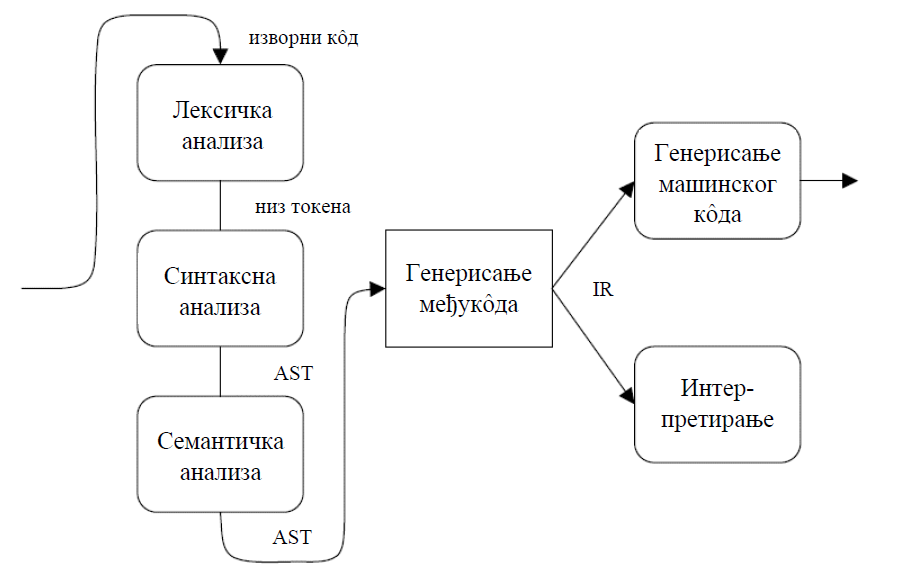 изворни кôд
Лексичка
анализа
низ токена
Синтаксна
анализа
AST
Семантичка
анализа
AST
Генерисање
међукôда
IR
Генерисање
машинског
кôда
Интер-
претирање